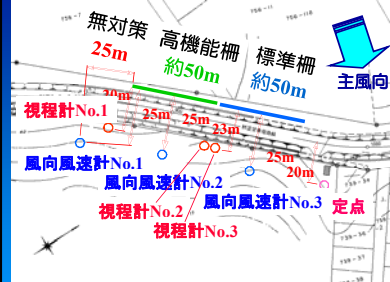 無対策
高機能柵
標準柵
25m
約50m
約50m
主風向
20m
視程計No.1
25m
25m
23m
25m
20m
風向風速計No.1
風向風速計No.2
風向風速計No.3
視程計No.2
視程計No.3
定点